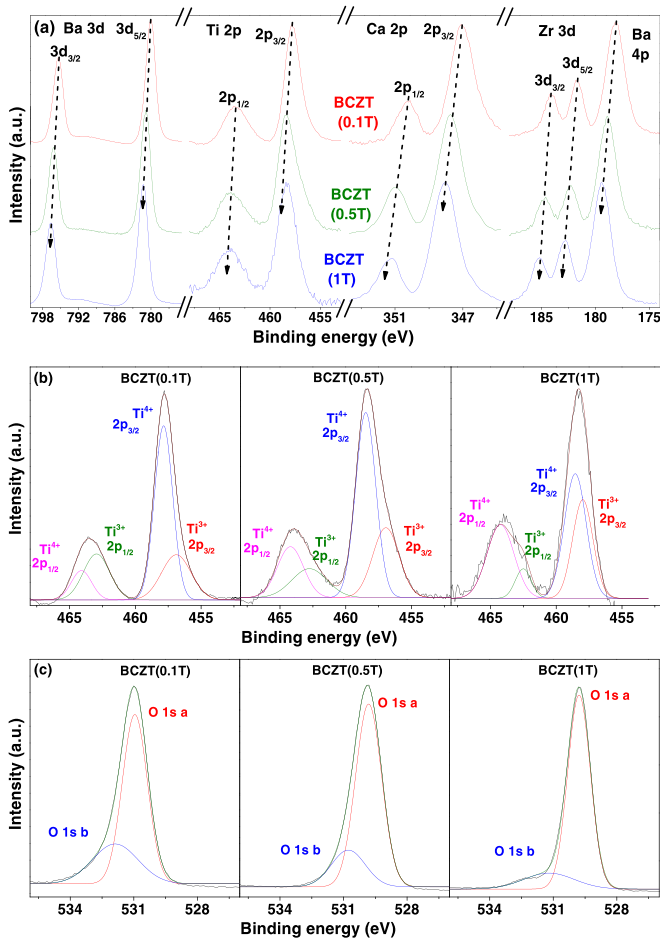 (a) Ba 3d 3d5/2 Ti 2p 2p3/2 Ca 2p 2p3/2 Zr 3d Ba 4p
3d3/2 2p1/2 2p1/2 3d3/2 3d5/2
BCZT (0.1T)
BCZT (0.5T)
BCZT (1T)
Intensity (a.u.)
798 792 786 780 465 460 455 351 347 185 180 175
Binding energy (eV)
(b) BCZT(0.1T) BCZT(0.5T) BCZT(1T)
Ti4+ 2p3/2
Ti3+ 2p1/2
Ti3+ 2p3/2
Ti4+ 2p1/2
Ti4+ 2p3/2
Ti4+ 2p1/2
Ti3+ 2p1/2
Ti3+ 2p3/2
Ti4+ 2p3/2
Ti4+ 2p1/2
Ti3+ 2p1/2
Ti3+ 2p3/2
Intensity (a.u.)
465 460 455 465 460 455 465 460 455
Binding energy (eV)
(c) BCZT(0.1T) BCZT(0.5T) BCZT(1T)
O 1s a O 1s a O 1s a
O 1s b O 1s b O 1s b
Intensity (a.u.)
534 531 528 534 531 528 534 531 528
Binding energy (eV)